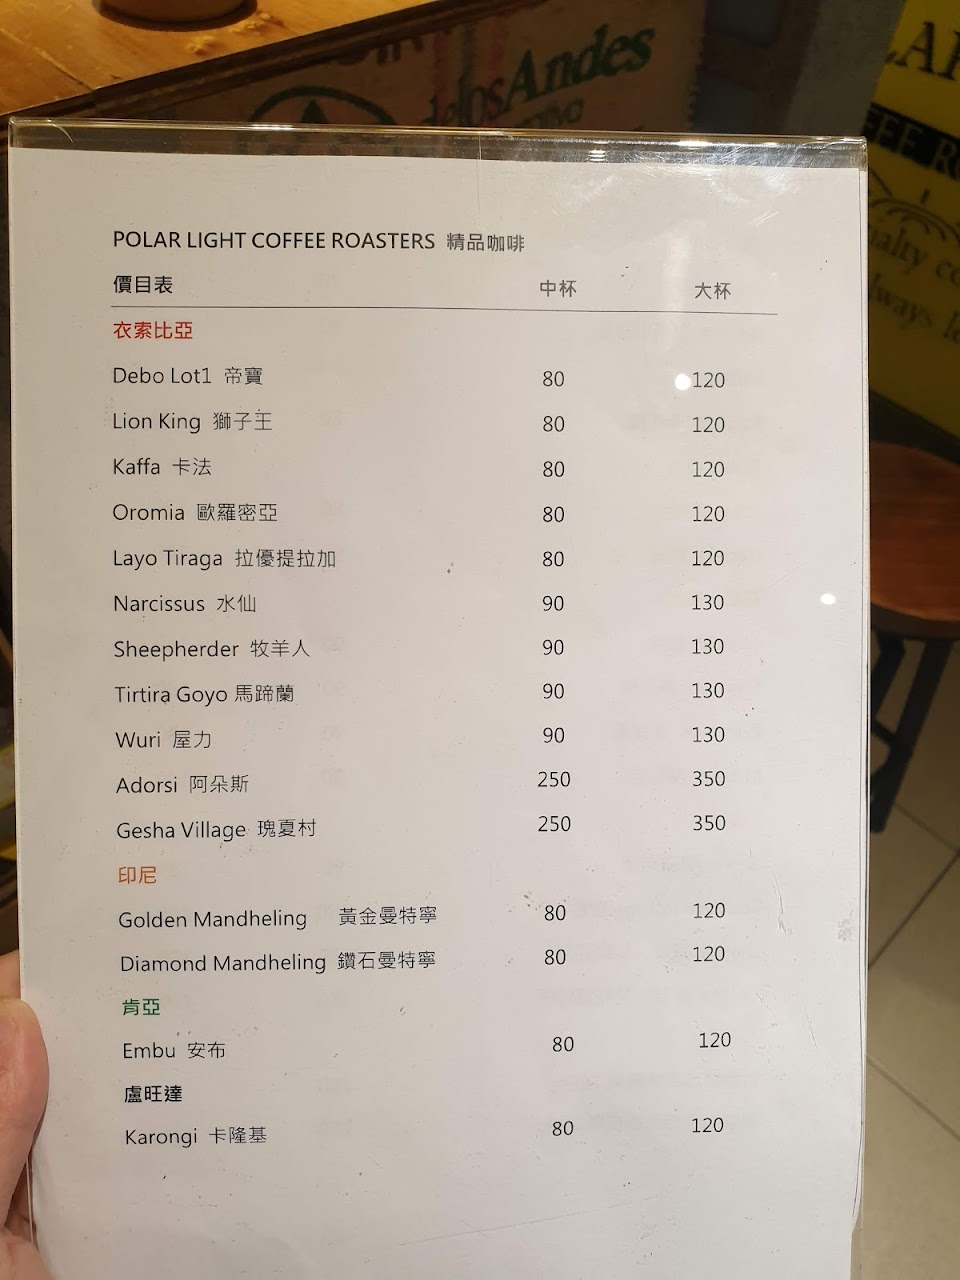 delosAndes
POLAR LIGHT COFFEE ROASTERS 精品咖啡
價目表 中杯 大杯
衣索比亞
Debo Lot1 帝寶 80 120
Lion King 獅子王 80 120
Kaffa 卡法 80 120
Oromia 歐羅密亞 80 120
Layo Tiraga 拉優提拉加 80 120
Narcissus 水仙 90 130
Sheepherder 牧羊人 90 130
Tirtira Goyo 馬蹄蘭 90 130
Wuri 屋力 90 130
Adorsi 阿朵斯 250 350
Gesha Village 瑰夏村 250 350
印尼
Golden Mandheling 黃金曼特寧 80 120
Diamond Mandheling 鑽石曼特寧 80 120
肯亞
Embu 安布 80 120
盧旺達
Karongi 卡隆基 80 120